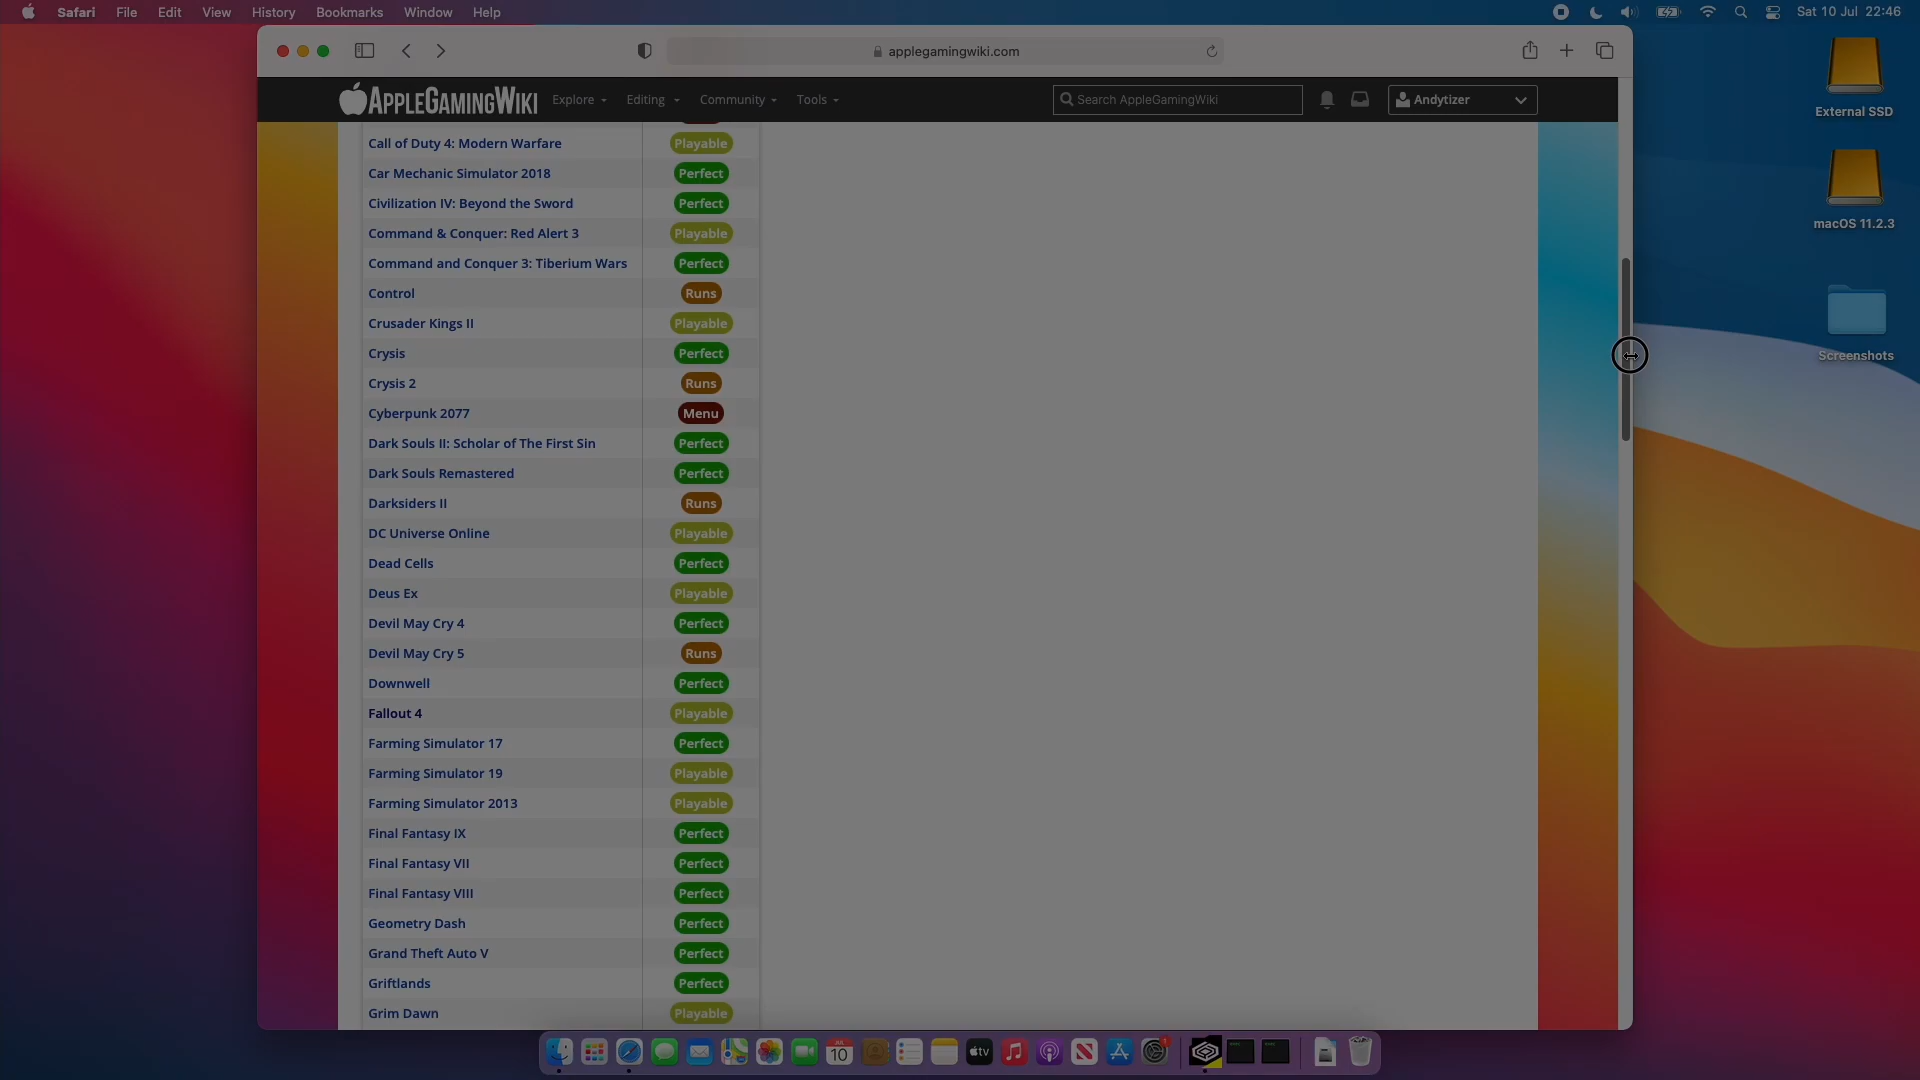 Safari File Edit View History Bookmarks Window Help Sat 10 Jul 22:46
applegamingwiki.com
AppleGamingWiki Explore Editing Community Tools Search AppleGamingWiki Andytizer
External SSD
macOS 11.2.3
Screenshots
Call of Duty 4: Modern Warfare Playable
Car Mechanic Simulator 2018 Perfect
Civilization IV: Beyond the Sword Perfect
Command & Conquer: Red Alert 3 Playable
Command and Conquer 3: Tiberium Wars Perfect
Control Runs
Crusader Kings II Playable
Crysis Perfect
Crysis 2 Runs
Cyberpunk 2077 Menu
Dark Souls II: Scholar of The First Sin Perfect
Dark Souls Remastered Perfect
Darksiders II Runs
DC Universe Online Playable
Dead Cells Perfect
Deus Ex Playable
Devil May Cry 4 Perfect
Devil May Cry 5 Runs
Downwell Perfect
Fallout 4 Playable
Farming Simulator 17 Perfect
Farming Simulator 19 Playable
Farming Simulator 2013 Playable
Final Fantasy IX Perfect
Final Fantasy VII Perfect
Final Fantasy VIII Perfect
Geometry Dash Perfect
Grand Theft Auto V Perfect
Griftlands Perfect
Grim Dawn Playable
JUL
10
tv
1